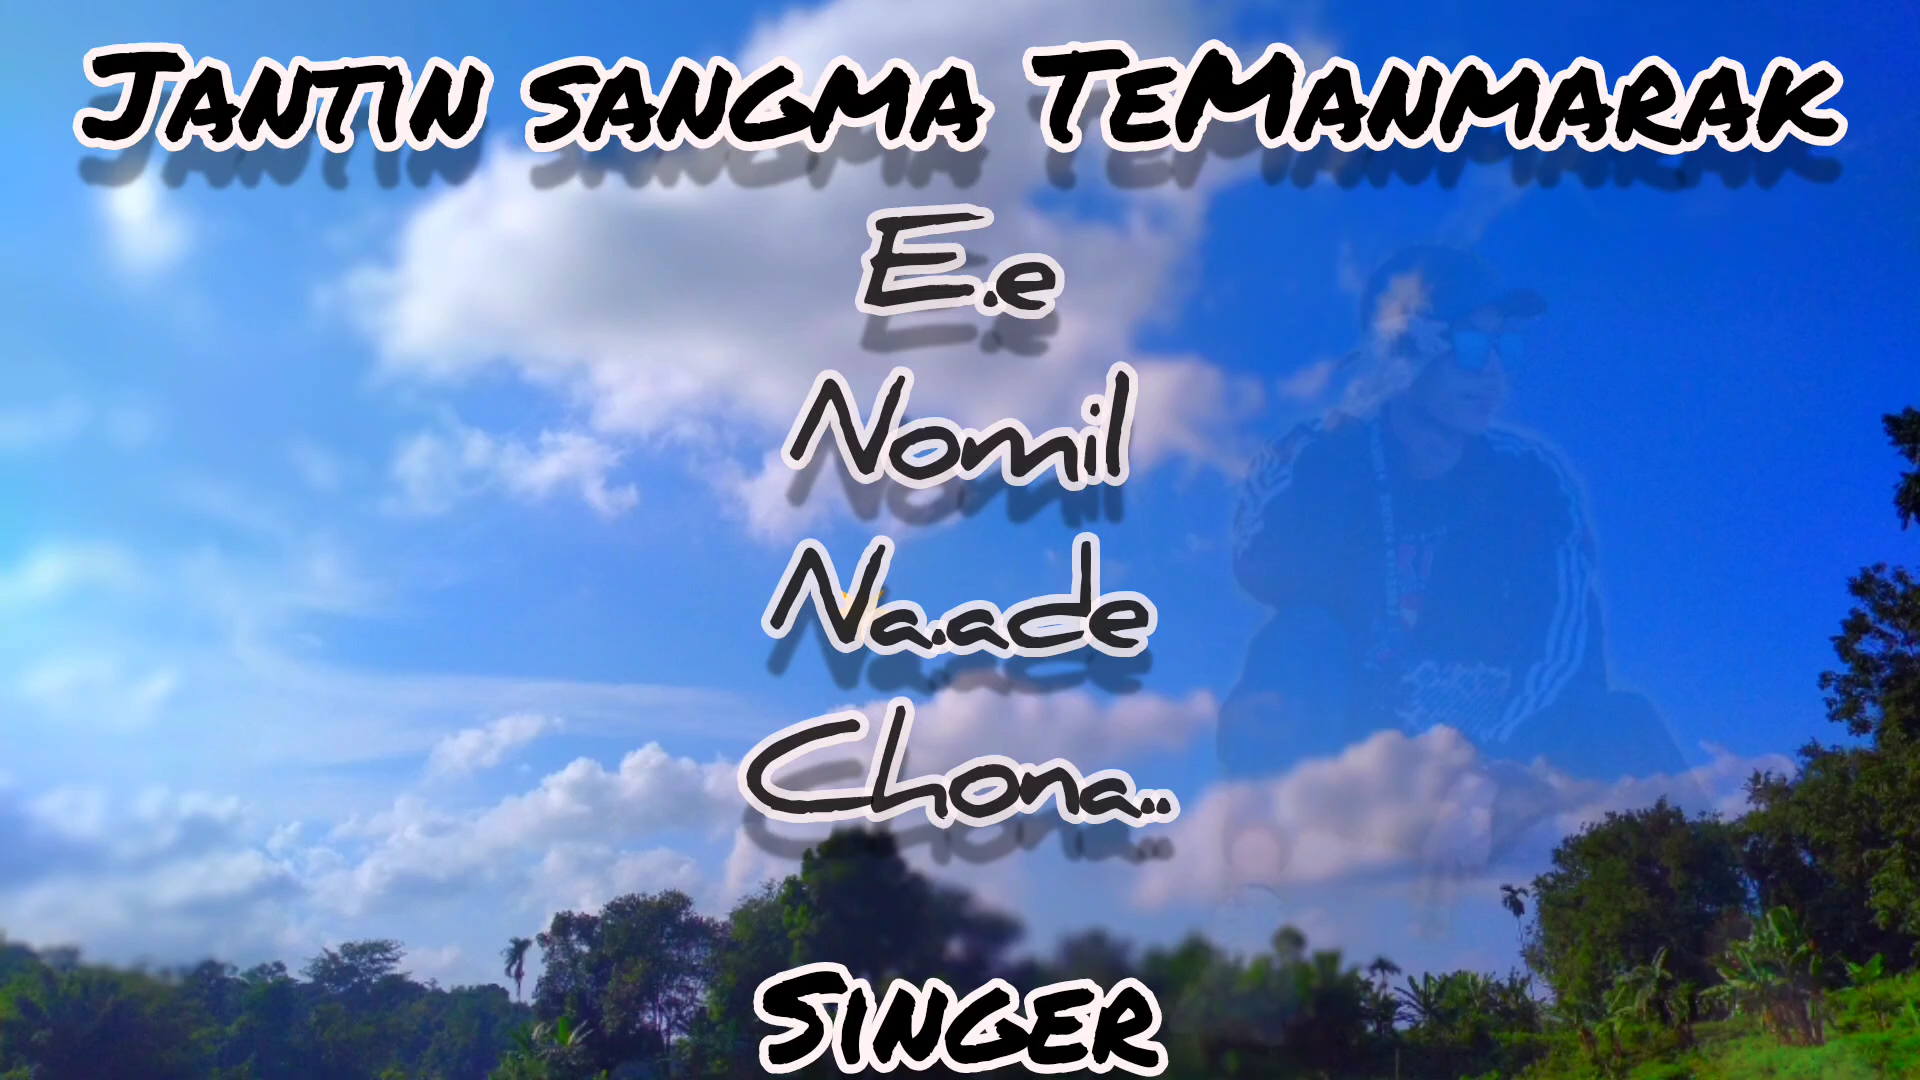 Jantin sangma TeManmarak
E.e
Nomil
Na.ade
Chona..
Singer